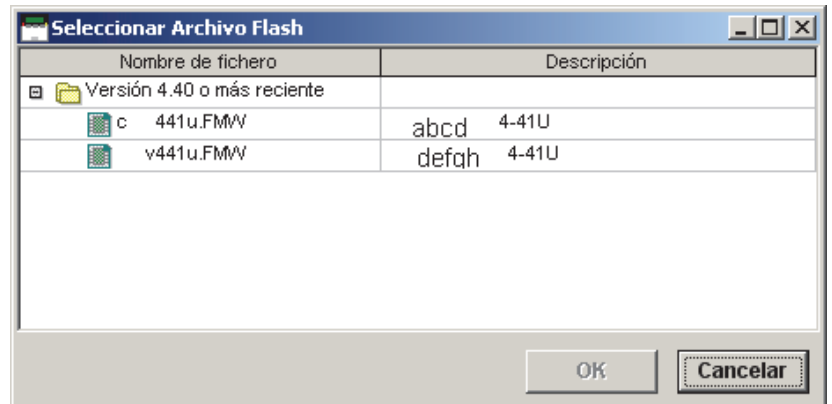 Seleccionar Archivo Flash
Nombre de fichero Descripción
Versión 4.40 o más reciente
c 441u.FMW abcd 4-41U
v441u.FMW defqh 4-41U
OK Cancelar